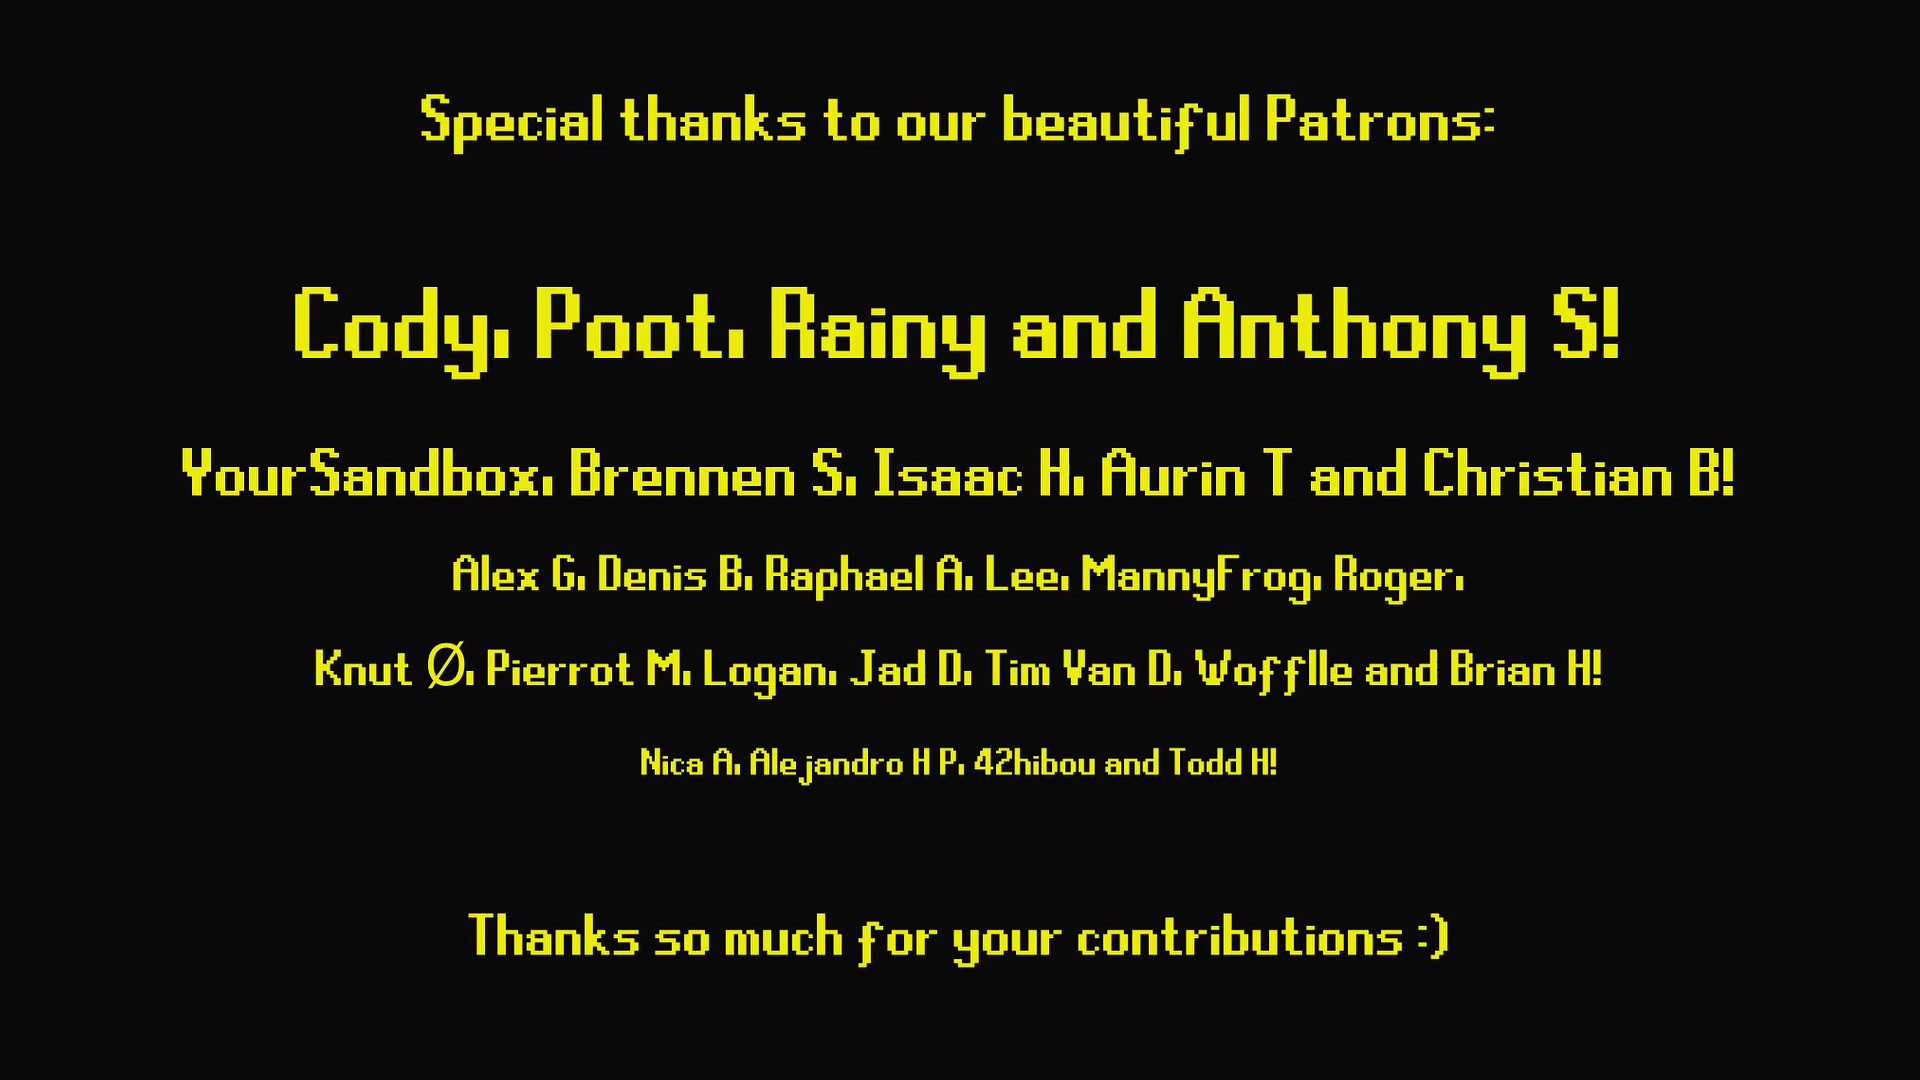 Special thanks to our beautiful Patrons:
Cody, Poot, Rainy and Anthony S!
YourSandbox, Brennen S, Isaac H, Aurin T and Christian B!
Alex G, Denis B, Raphael A, Lee, MannyFrog, Roger,
Knut Ø, Pierrot M, Logan, Jad D, Tim Van D, Wofflle and Brian H!
Nica A, Alejandro H P, 42hibou and Todd H!
Thanks so much for your contributions :)